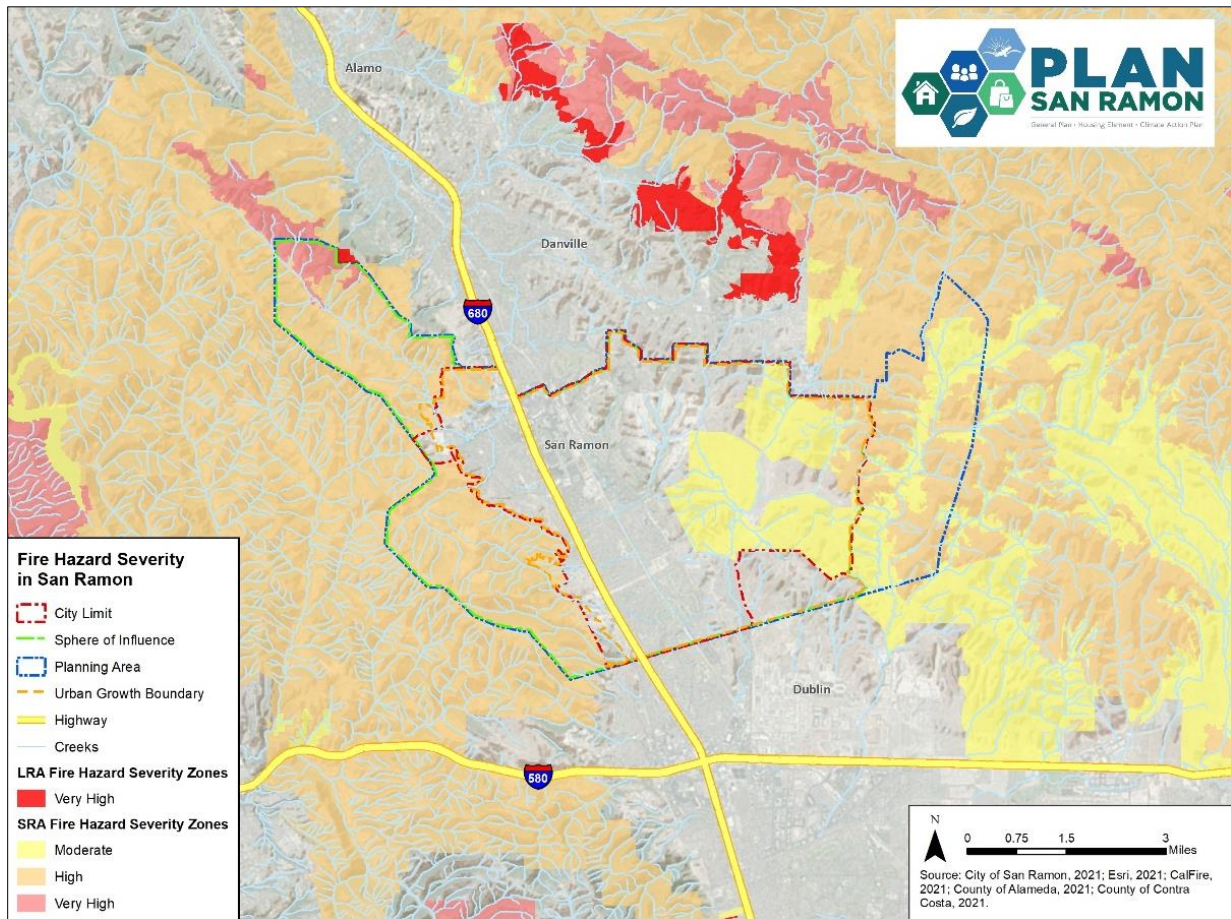 Alamo
PLAN
SAN RAMON
General Plan • Housing Element • Climate Action Plan
Danville
680
San Ramon
Dublin
580
Fire Hazard Severity
in San Ramon
City Limit
Sphere of Influence
Planning Area
Urban Growth Boundary
Highway
Creeks
LRA Fire Hazard Severity Zones
Very High
SRA Fire Hazard Severity Zones
Moderate
High
Very High
N
0 0.75 1.5 3
Miles
Source: City of San Ramon, 2021; Esri, 2021; CalFire,
2021; County of Alameda, 2021; County of Contra
Costa, 2021.